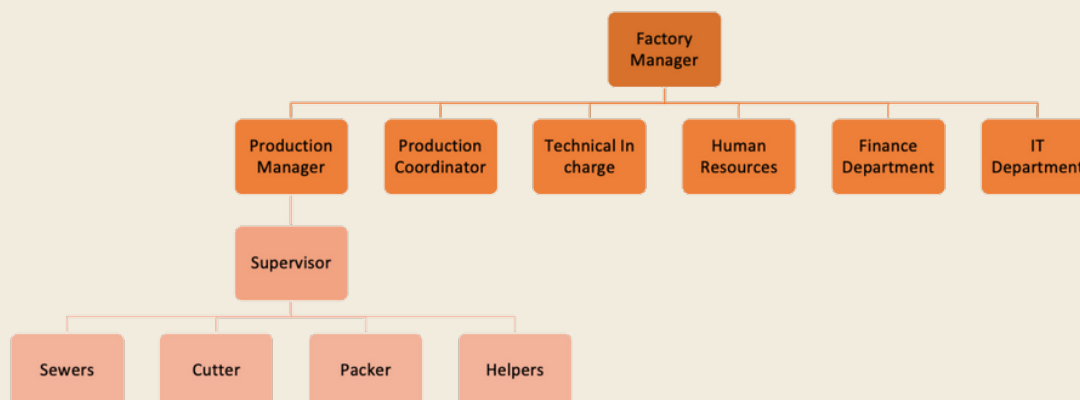 Factory
Manager
Production
Manager
Production
Coordinator
Technical In
charge
Human
Resources
Finance
Department
IT
Department
Supervisor
Sewers
Cutter
Packer
Helpers